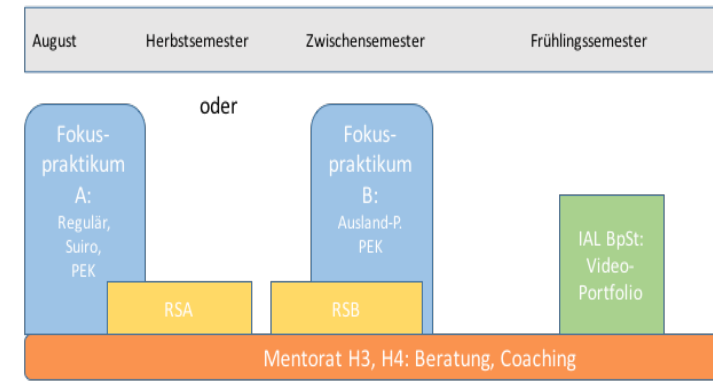 August Herbstsemester Zwischensemester Frühlingssemester
oder
Fokus-
praktikum
A:
Regulär,
Suiro,
PEK
Fokus-
praktikum
B:
Ausland-P.
PEK
IAL BpSt:
Video-
Portfolio
RSA
RSB
Mentorat H3, H4: Beratung, Coaching